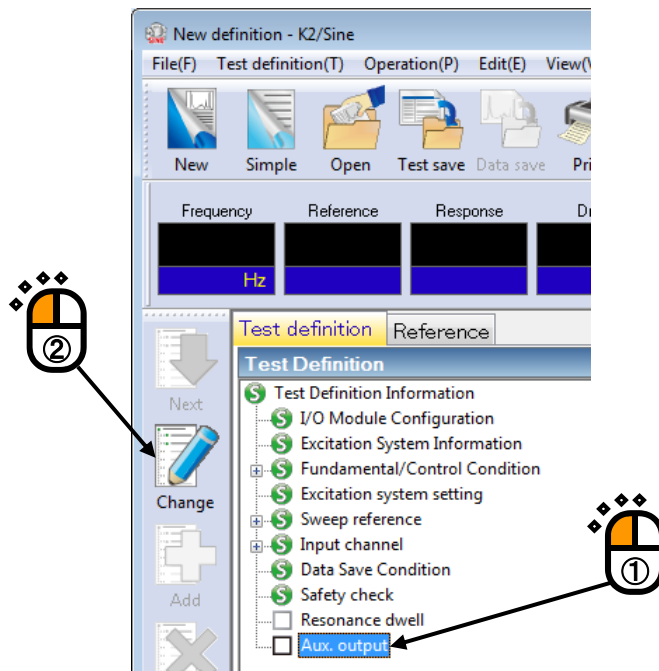 New definition - K2/Sine
File(F) Test definition(T) Operation(P) Edit(E) View(V
New Simple Open Test save Data save Pri
Frequency Reference Response Dr
Hz
Test definition Reference
Test Definition
Test Definition Information
I/O Module Configuration
Excitation System Information
Fundamental/Control Condition
Excitation system setting
Sweep reference
Input channel
Data Save Condition
Safety check
Resonance dwell
Aux. output
Next
Change
Add
②
①